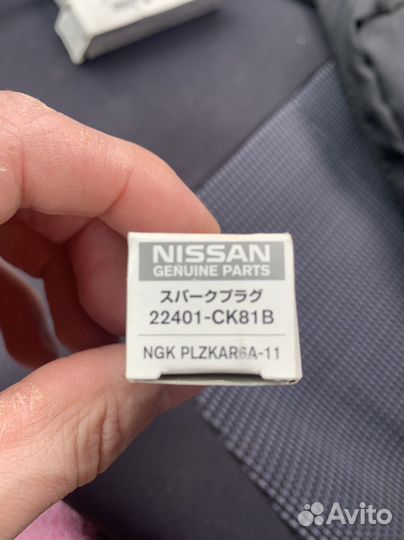 NISSAN
GENUINE PARTS
スパークプラグ
22401-CK81B
NGK PLZKAR6A-11
Avito